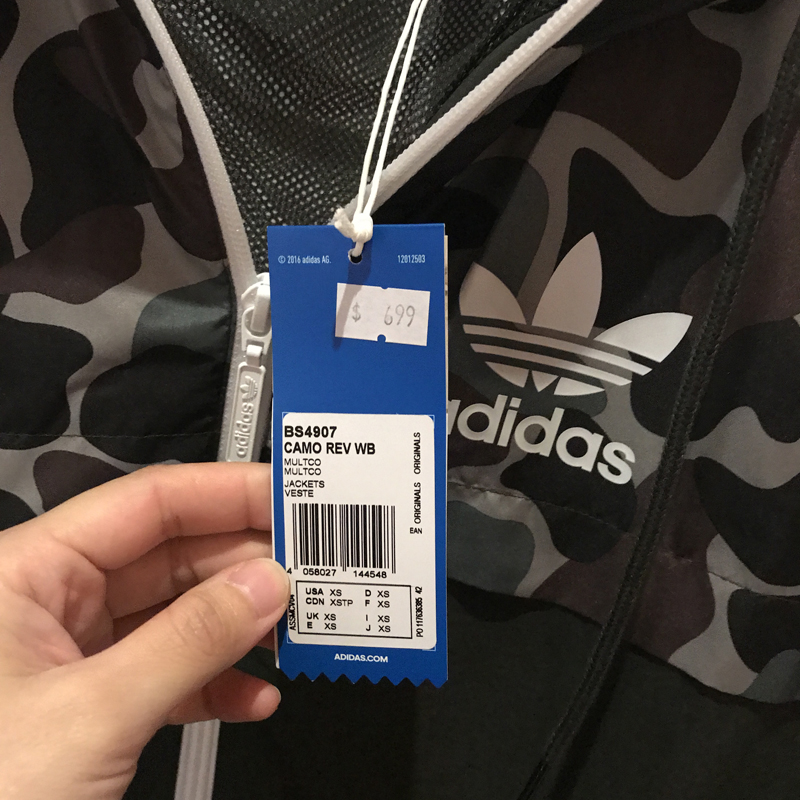 © 2016 adidas AG. 12012503
$ 699
BS4907
CAMO REV WB
MULTCO
MULTCO
JACKETS
VESTE
EAN ORIGINALS ORIGINALS
4 058027 144548
USA XS D XS
CDN XSTP F XS
UK XS I XS
E XS J XS
ADIDAS.COM
adidas
adidas